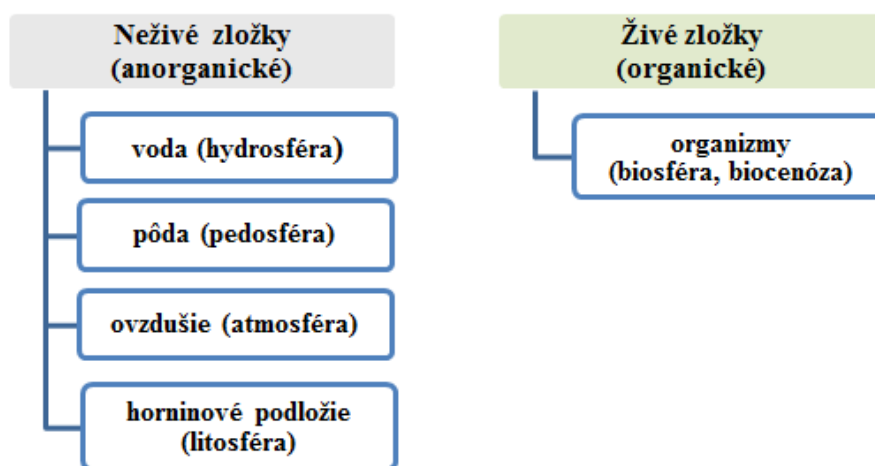 Neživé zložky
(anorganické)
voda (hydrosféra)
pôda (pedosféra)
ovzdušie (atmosféra)
horninové podložie
(litosféra)
Živé zložky
(organické)
organizmy
(biosféra, biocenóza)